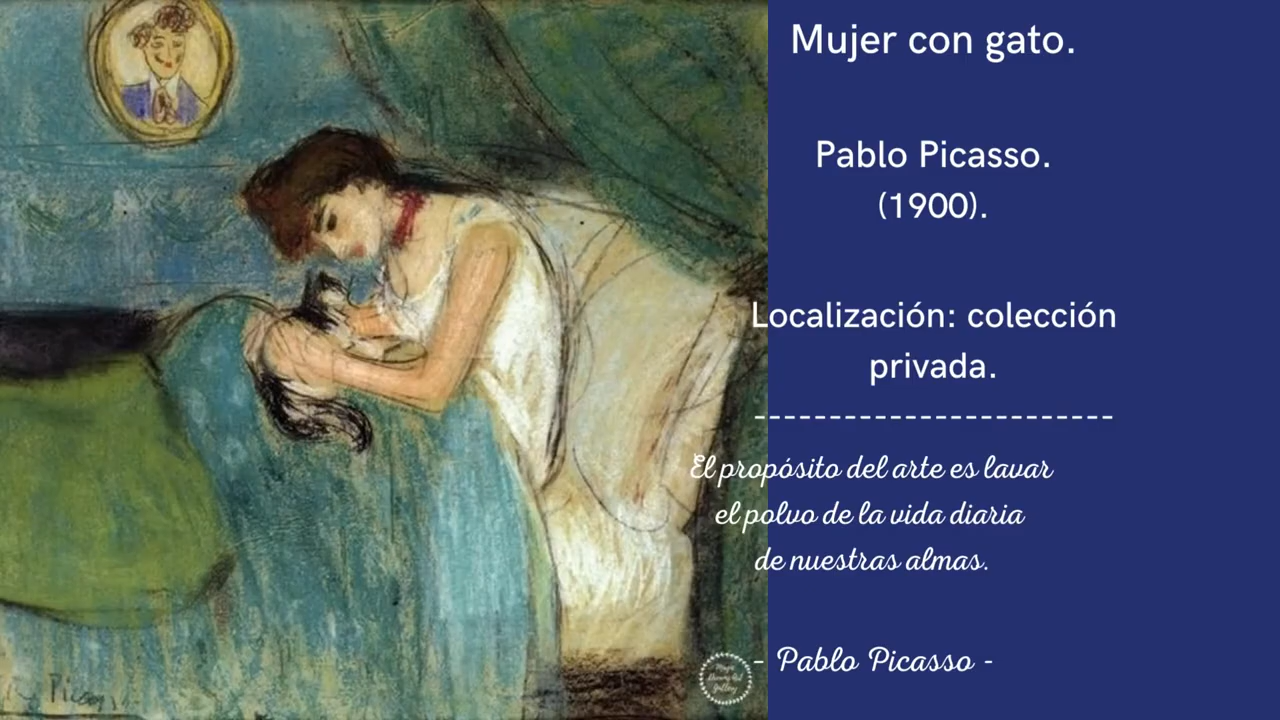 Mujer con gato.
Pablo Picasso.
(1900).
Localización: colección
privada.
------------------------
El propósito del arte es lavar
el polvo de la vida diaria
de nuestras almas.
- Pablo Picasso -
Gallery